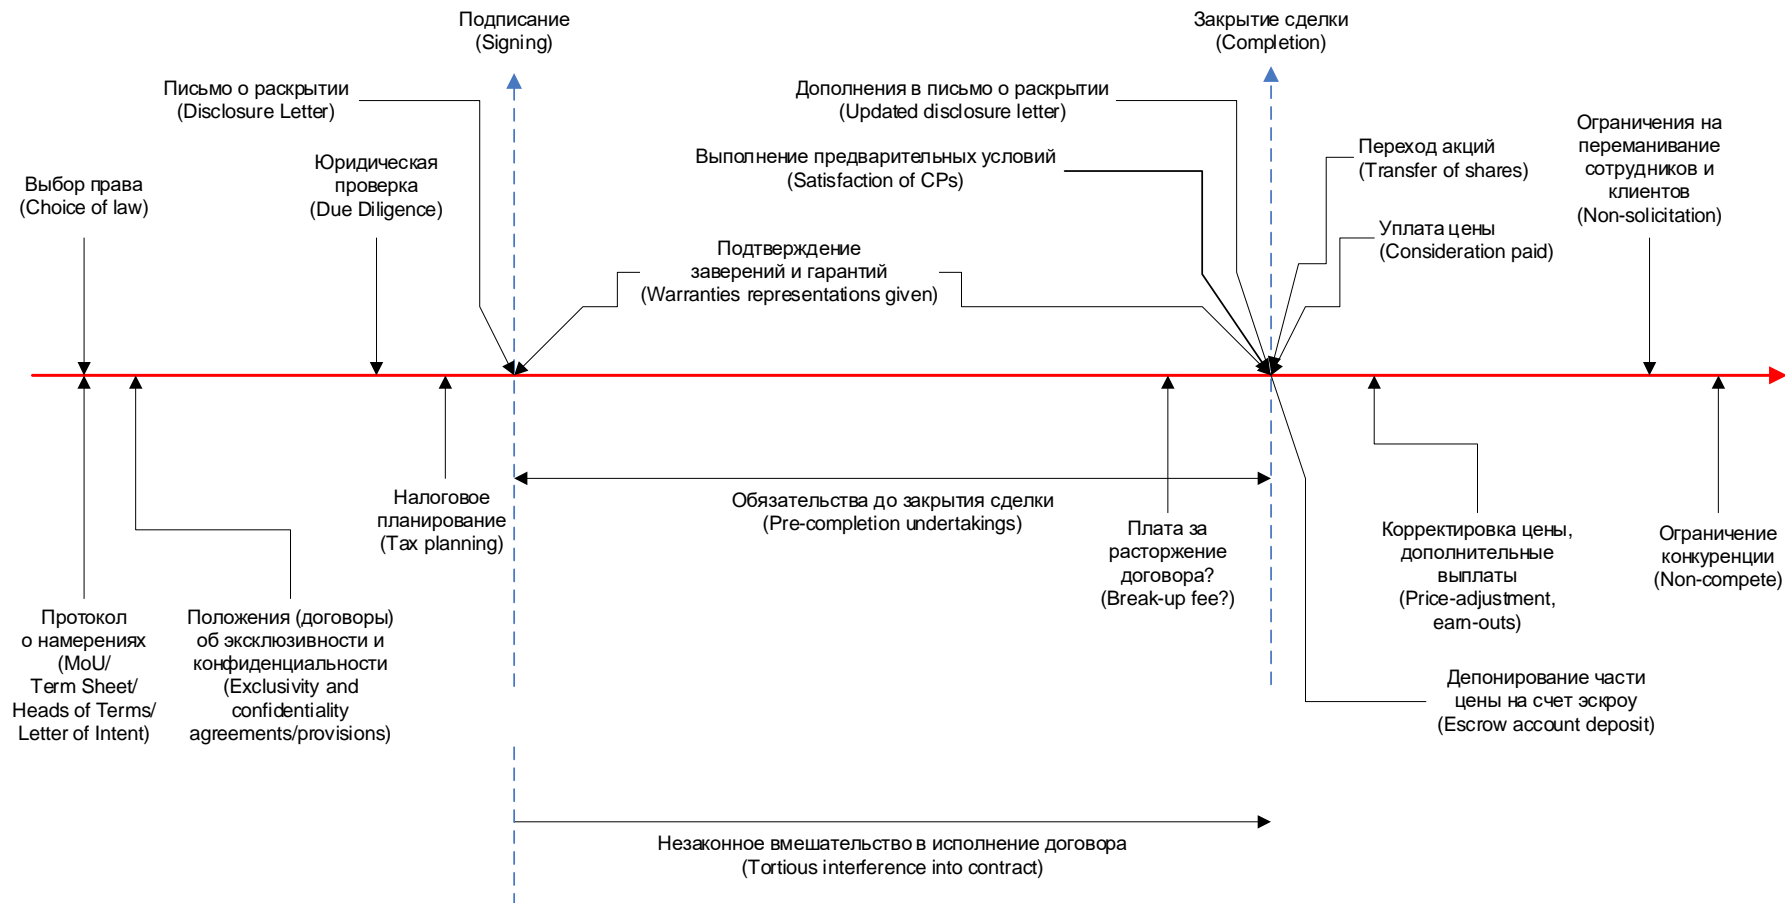 Подписание
(Signing)
Закрытие сделки
(Completion)
Письмо о раскрытии
(Disclosure Letter)
Дополнения в письмо о раскрытии
(Updated disclosure letter)
Ограничения на
переманивание
сотрудников и
клиентов
(Non-solicitation)
Юридическая
проверка
(Due Diligence)
Выполнение предварительных условий
(Satisfaction of CPs)
Переход акций
(Transfer of shares)
Выбор права
(Choice of law)
Подтверждение
заверений и гарантий
(Warranties representations given)
Уплата цены
(Consideration paid)
Налоговое
планирование
(Tax planning)
Обязательства до закрытия сделки
(Pre-completion undertakings)
Плата за
расторжение
договора?
(Break-up fee?)
Корректировка цены,
дополнительные
выплаты
(Price-adjustment,
earn-outs)
Ограничение
конкуренции
(Non-compete)
Протокол
о намерениях
(MoU/
Term Sheet/
Heads of Terms/
Letter of Intent)
Положения (договоры)
об эксклюзивности и
конфиденциальности
(Exclusivity and
confidentiality
agreements/provisions)
Депонирование части
цены на счет эскроу
(Escrow account deposit)
Незаконное вмешательство в исполнение договора
(Tortious interference into contract)